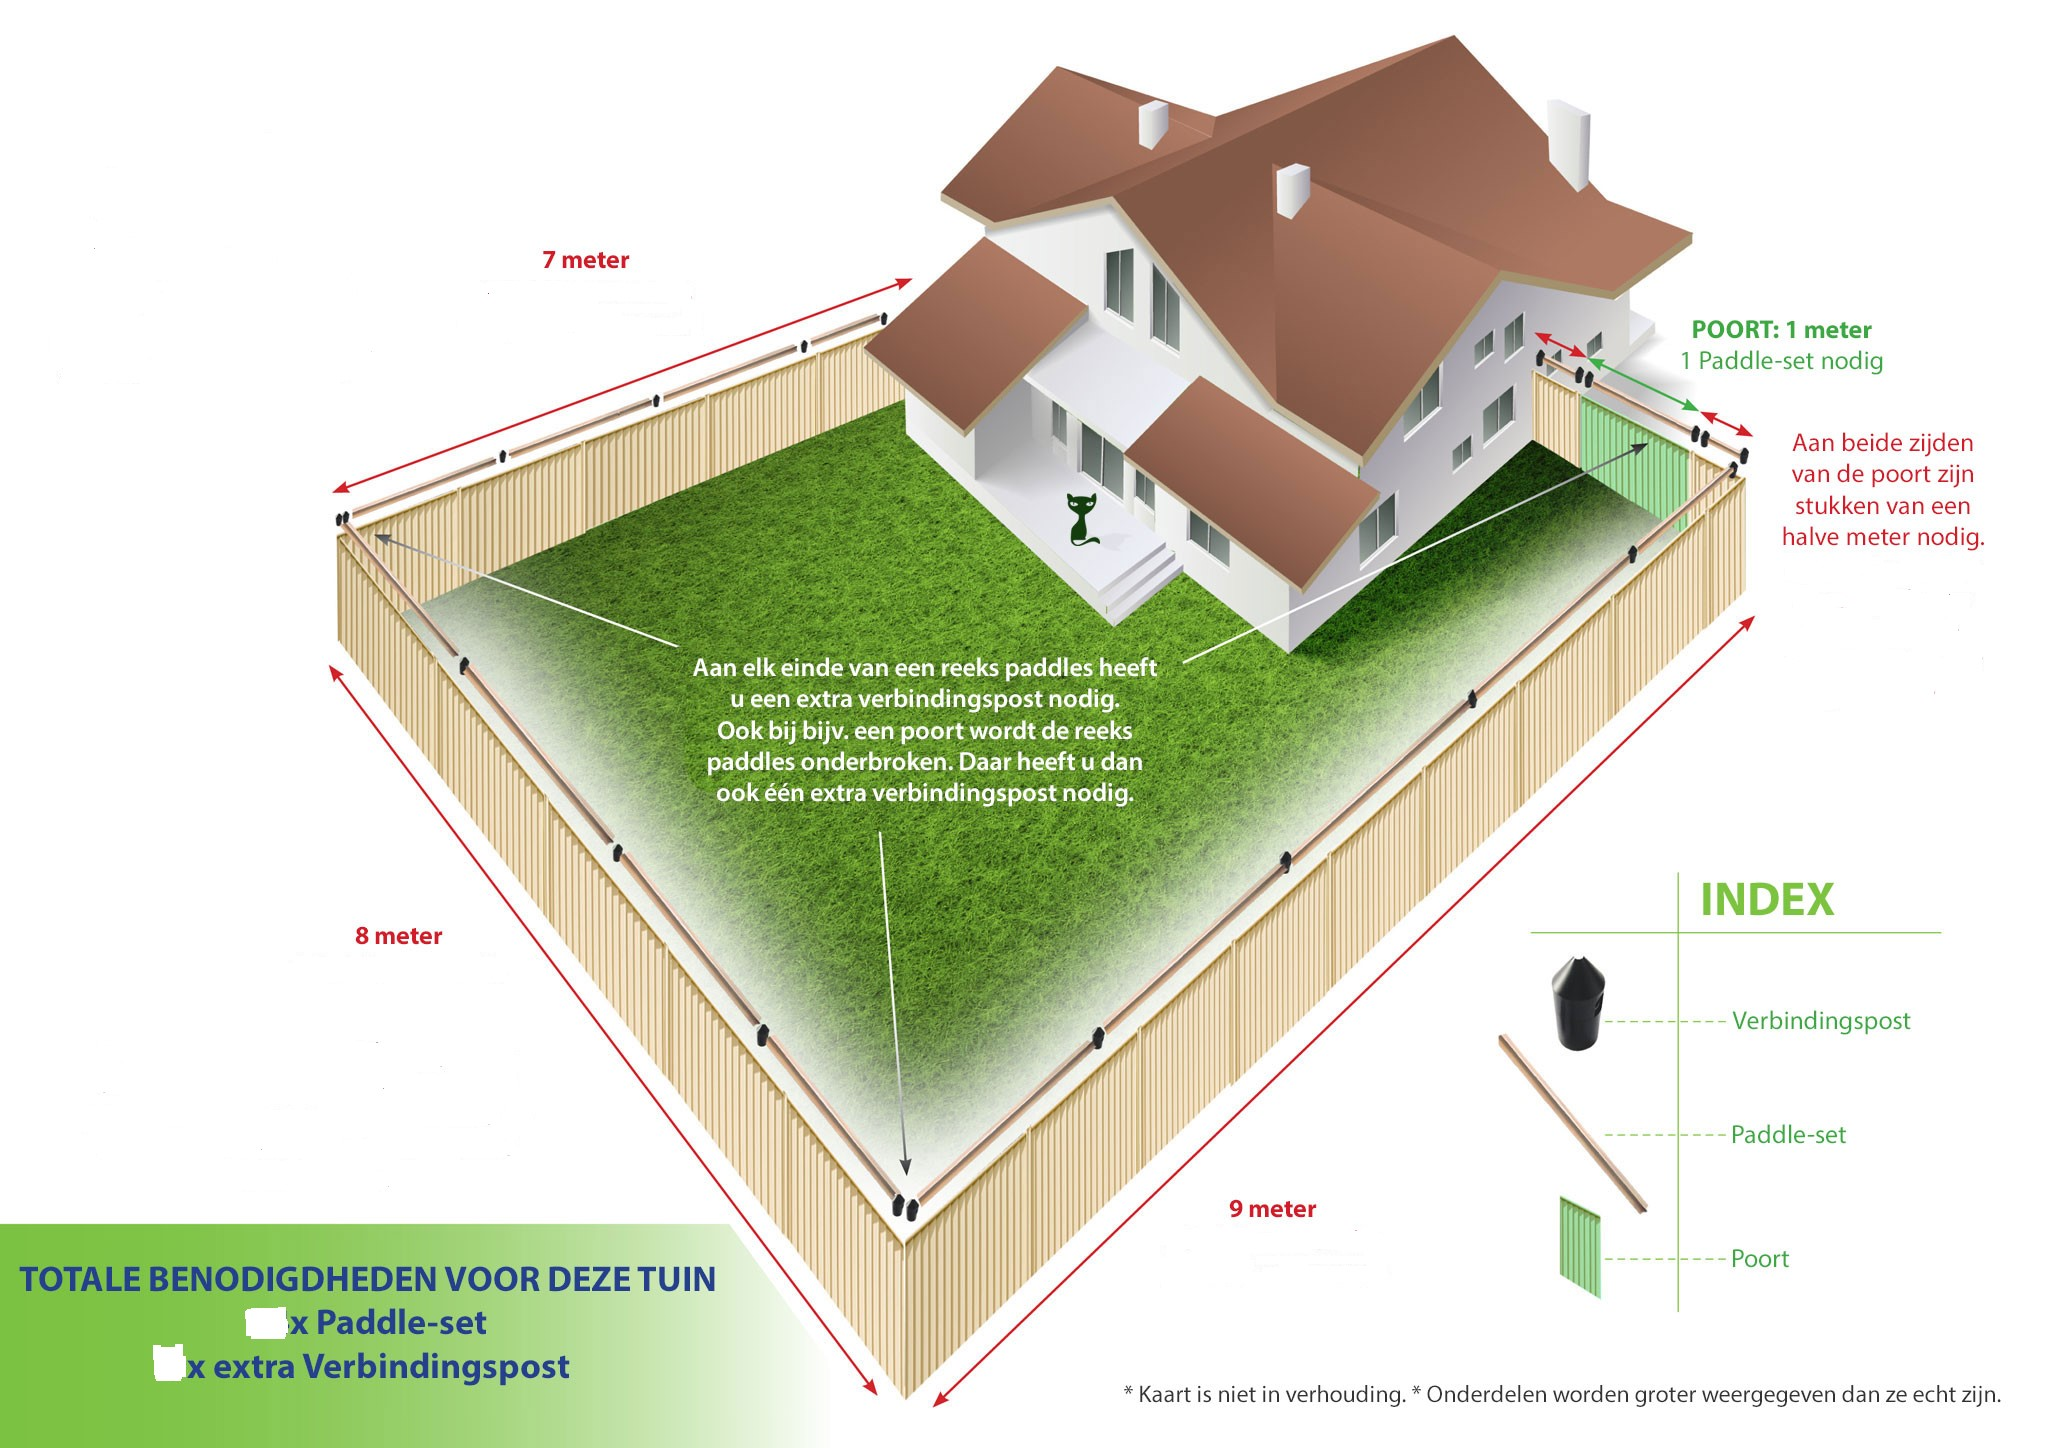 7 meter
POORT: 1 meter
1 Paddle-set nodig
Aan beide zijden
van de poort zijn
stukken van een
halve meter nodig.
Aan elk einde van een reeks paddles heeft
u een extra verbindingspost nodig.
Ook bij bijv. een poort wordt de reeks
paddles onderbroken. Daar heeft u dan
ook één extra verbindingspost nodig.
8 meter
9 meter
INDEX
Verbindingspost
Paddle-set
Poort
TOTALE BENODIGDHEDEN VOOR DEZE TUIN
x Paddle-set
x extra Verbindingspost
* Kaart is niet in verhouding. * Onderdelen worden groter weergegeven dan ze echt zijn.